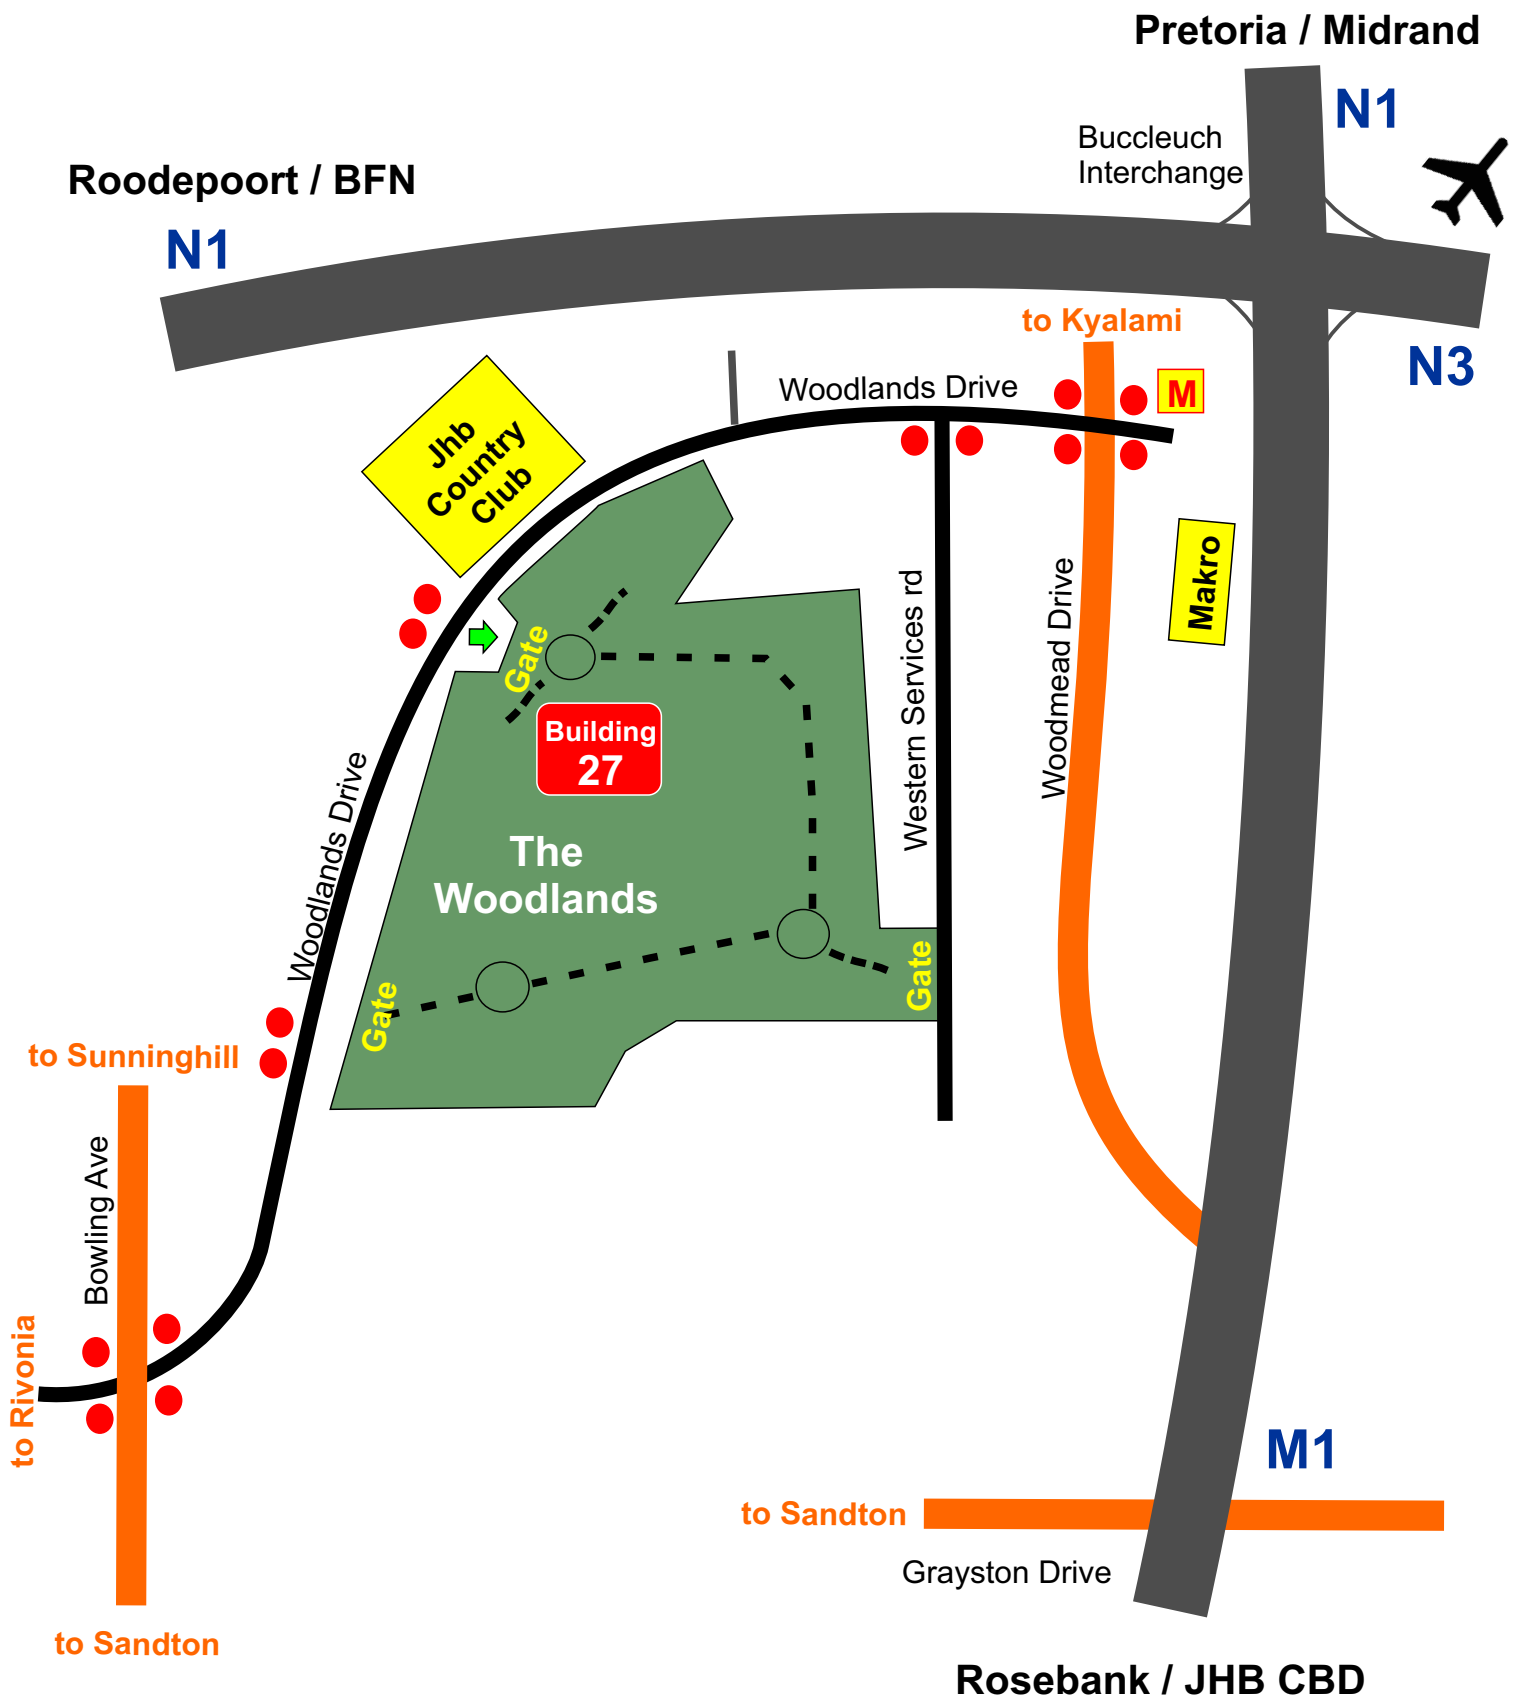 Pretoria / Midrand
N1
Buccleuch
Interchange
Roodepoort / BFN
N1
to Kyalami
N3
Woodlands Drive
M
Jhb
Country
Club
Makro
Western Services rd
Woodmead Drive
Gate
Building
27
Woodlands Drive
The
Woodlands
Gate
Gate
to Sunninghill
Bowling Ave
to Rivonia
M1
to Sandton
Grayston Drive
to Sandton
Rosebank / JHB CBD